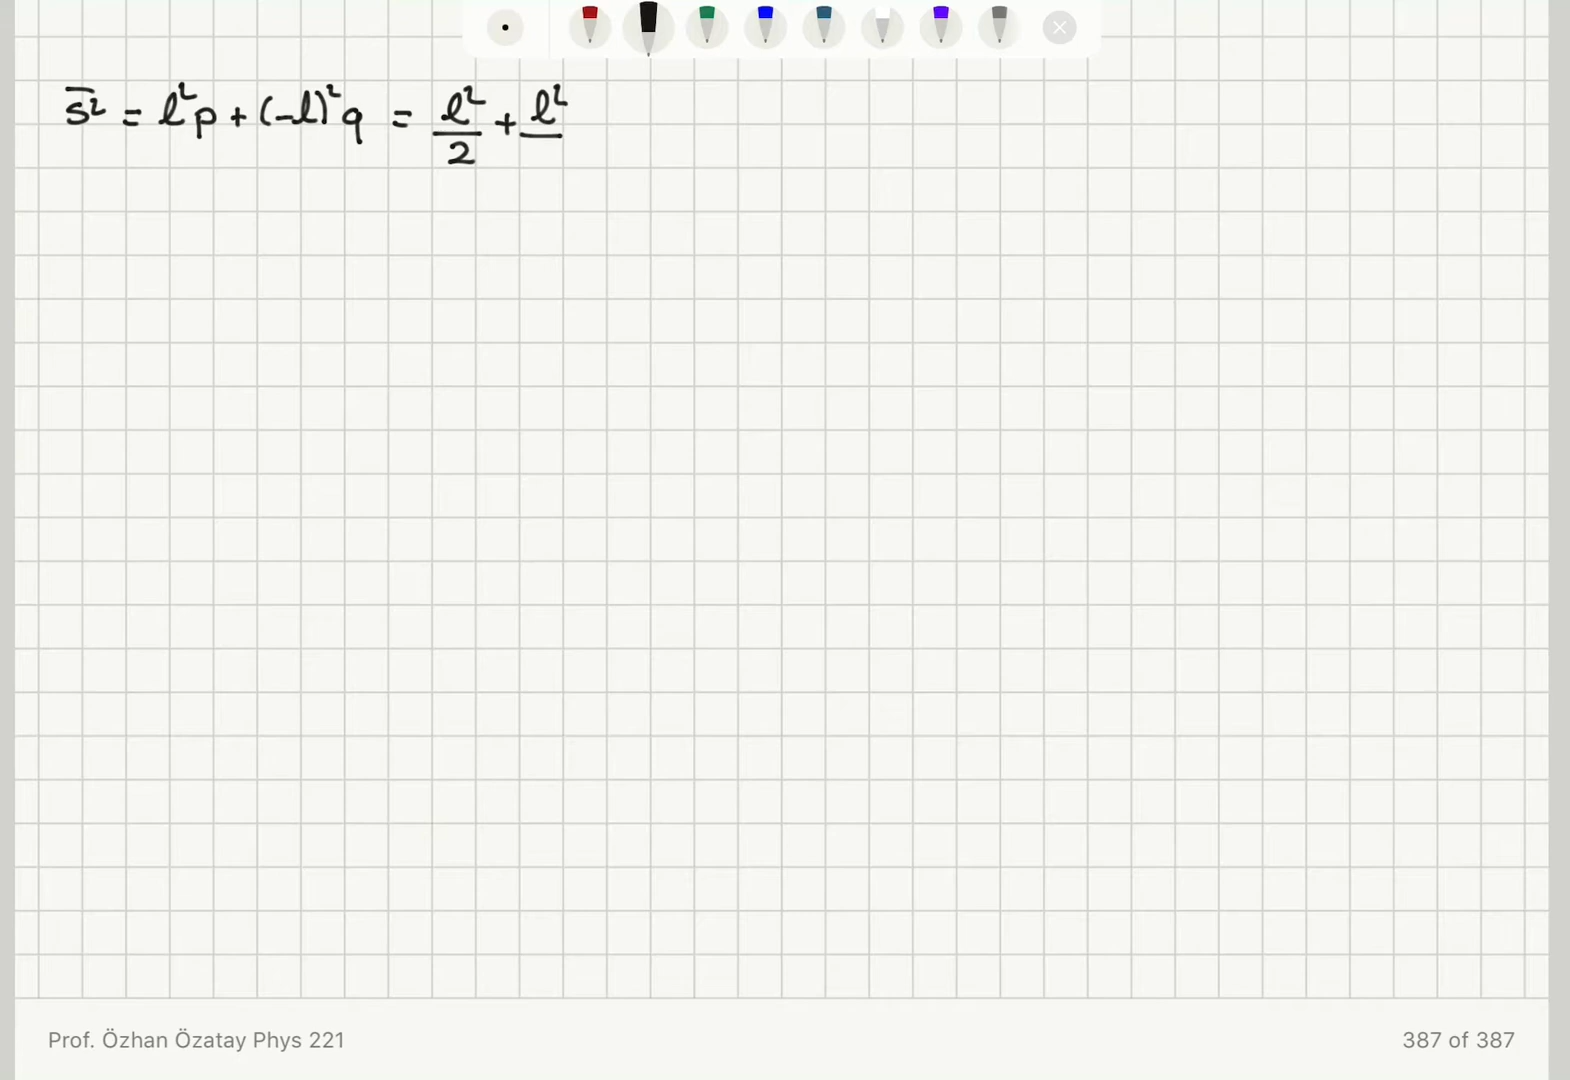 s̄² = l²p + (-l)²q = l²/2 + l²/
Prof. Özhan Özatay Phys 221
387 of 387